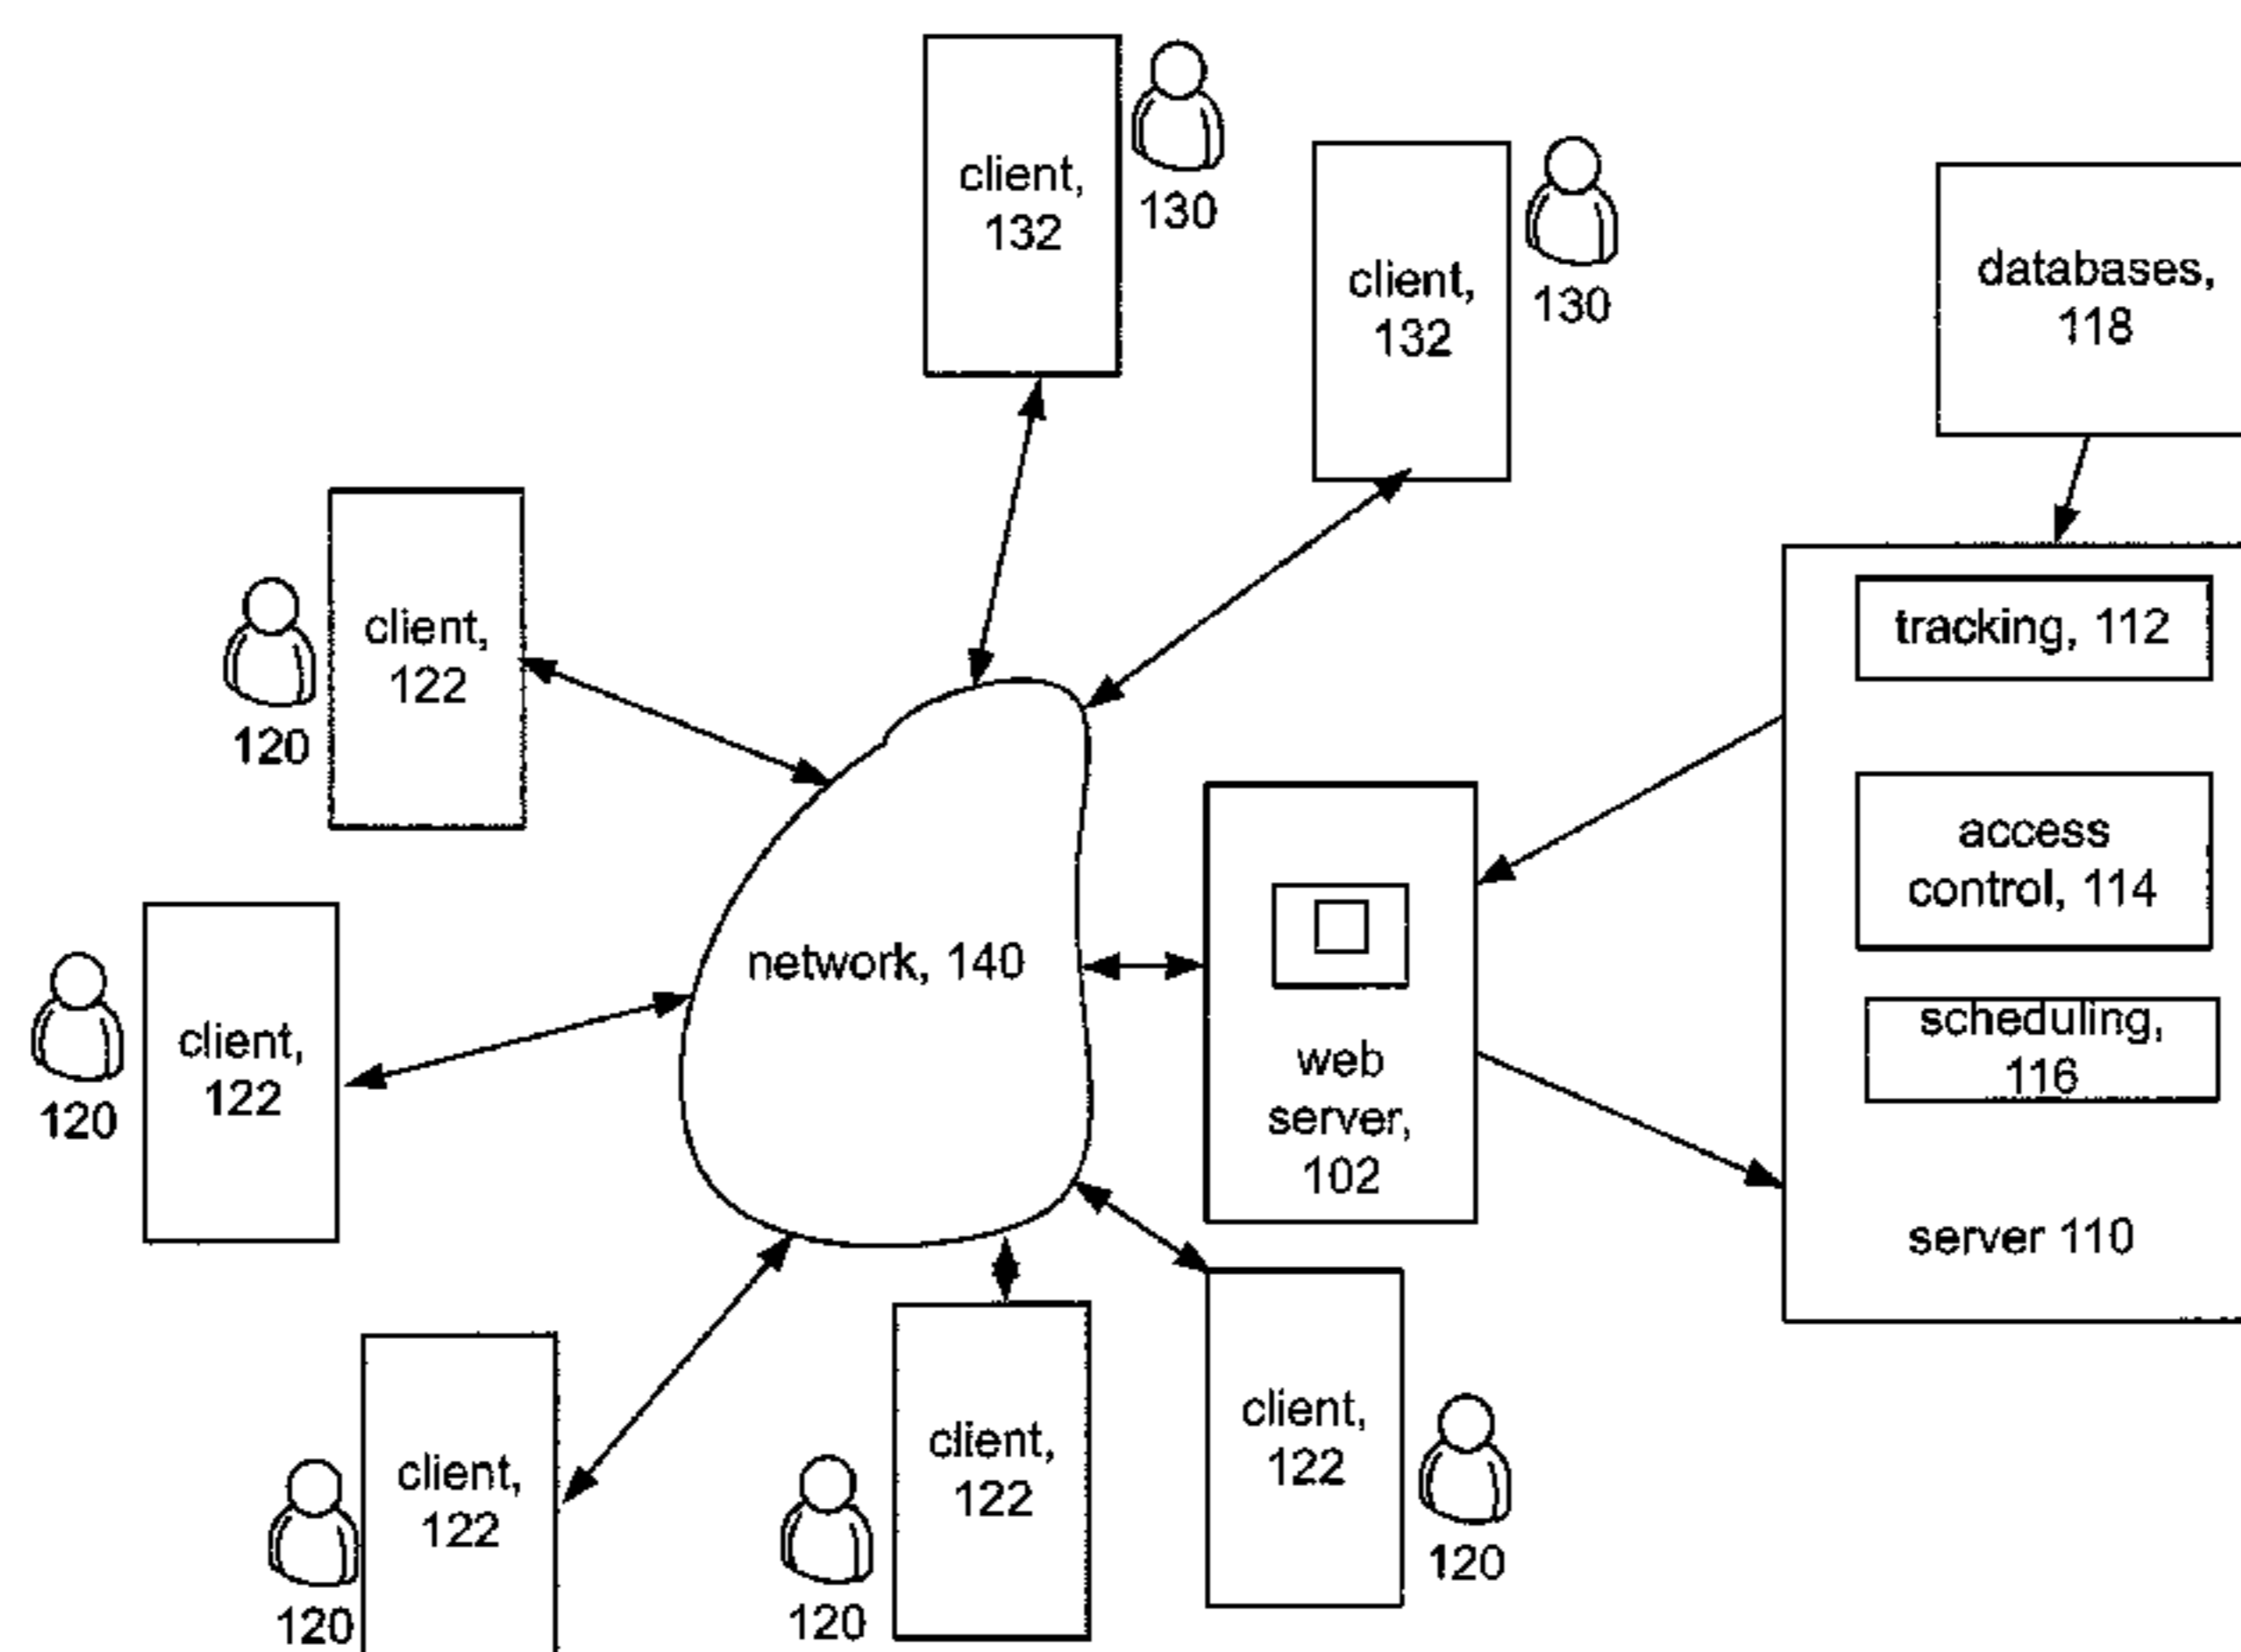 client,
132
130
client,
132
130
databases,
118
client,
122
120
tracking, 112
access
control, 114
scheduling,
116
server 110
network, 140
web
server,
102
client,
122
120
client,
122
120
client,
122
120
client,
122
120